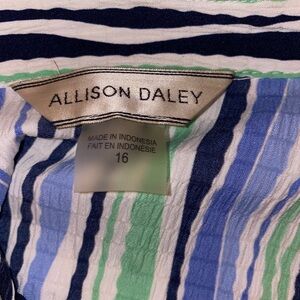 ALLISON DALEY
MADE IN INDONESIA
FAIT EN INDONESIE
16